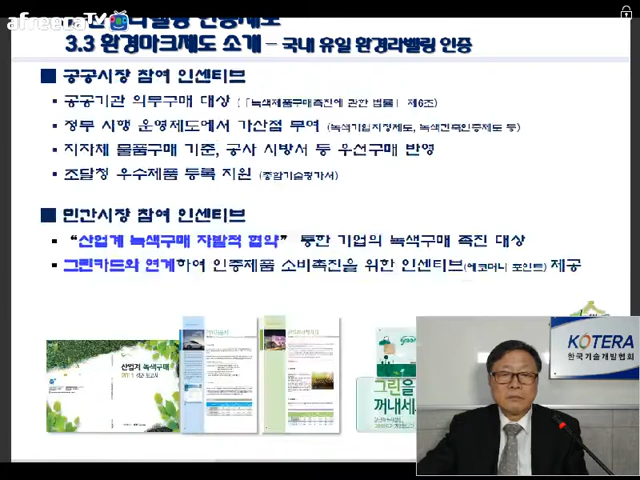 afreeca TV
3.3 환경마크제도 소개 – 국내 유일 환경라벨링 인증
■ 공공시장 참여 인센티브
▪ 공공기관 의무구매 대상 (「녹색제품구매촉진에 관한 법률」 제6조)
▪ 정부 시행 운영제도에서 가산점 부여 (녹색기업지정제도, 녹색건축인증제도 등)
▪ 지자체 물품구매 기준, 공사 시방서 등 우선구매 반영
▪ 조달청 우수제품 등록 지원 (종합기술평가서)
■ 민간시장 참여 인센티브
▪ “산업계 녹색구매 자발적 협약” 통한 기업의 녹색구매 촉진 대상
▪ 그린카드와 연계하여 인증제품 소비촉진을 위한 인센티브(에코머니 포인트) 제공
산업계 녹색구매
그린을
꺼내세
KOTERA
한국기술개발협회